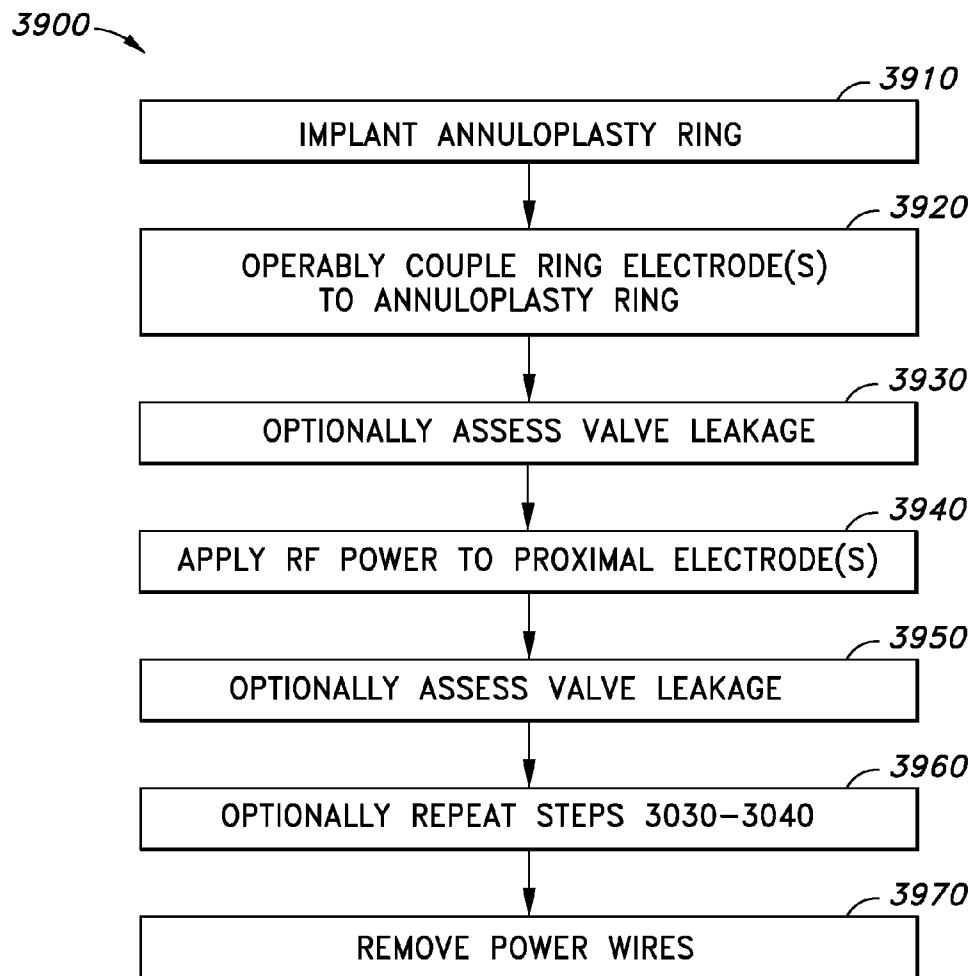 3900
3910
IMPLANT ANNULOPLASTY RING
3920
OPERABLY COUPLE RING ELECTRODE(S)
TO ANNULOPLASTY RING
3930
OPTIONALLY ASSESS VALVE LEAKAGE
3940
APPLY RF POWER TO PROXIMAL ELECTRODE(S)
3950
OPTIONALLY ASSESS VALVE LEAKAGE
3960
OPTIONALLY REPEAT STEPS 3030–3040
3970
REMOVE POWER WIRES